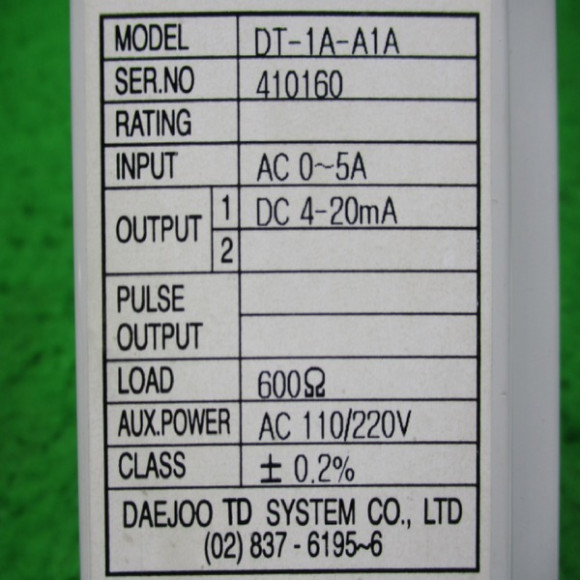 MODEL DT-1A-A1A
SER.NO 410160
RATING
INPUT AC 0~5A
OUTPUT 1 DC 4-20mA
2
PULSE
OUTPUT
LOAD 600Ω
AUX.POWER AC 110/220V
CLASS ± 0.2%
DAEJOO TD SYSTEM CO., LTD
(02) 837 - 6195~6